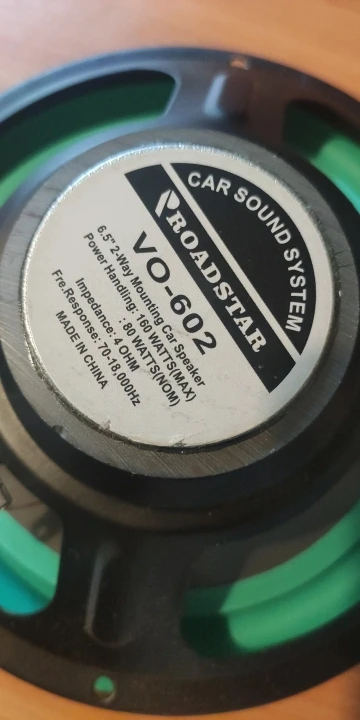 CAR SOUND SYSTEM
ROADSTAR
VO-602
6.5" 2-Way Mounting Car Speaker
Power Handling: 160 WATTS(MAX)
: 80 WATTS(NOM)
Impedance: 4 OHM
Fre.Response: 70-18,000Hz
MADE IN CHINA